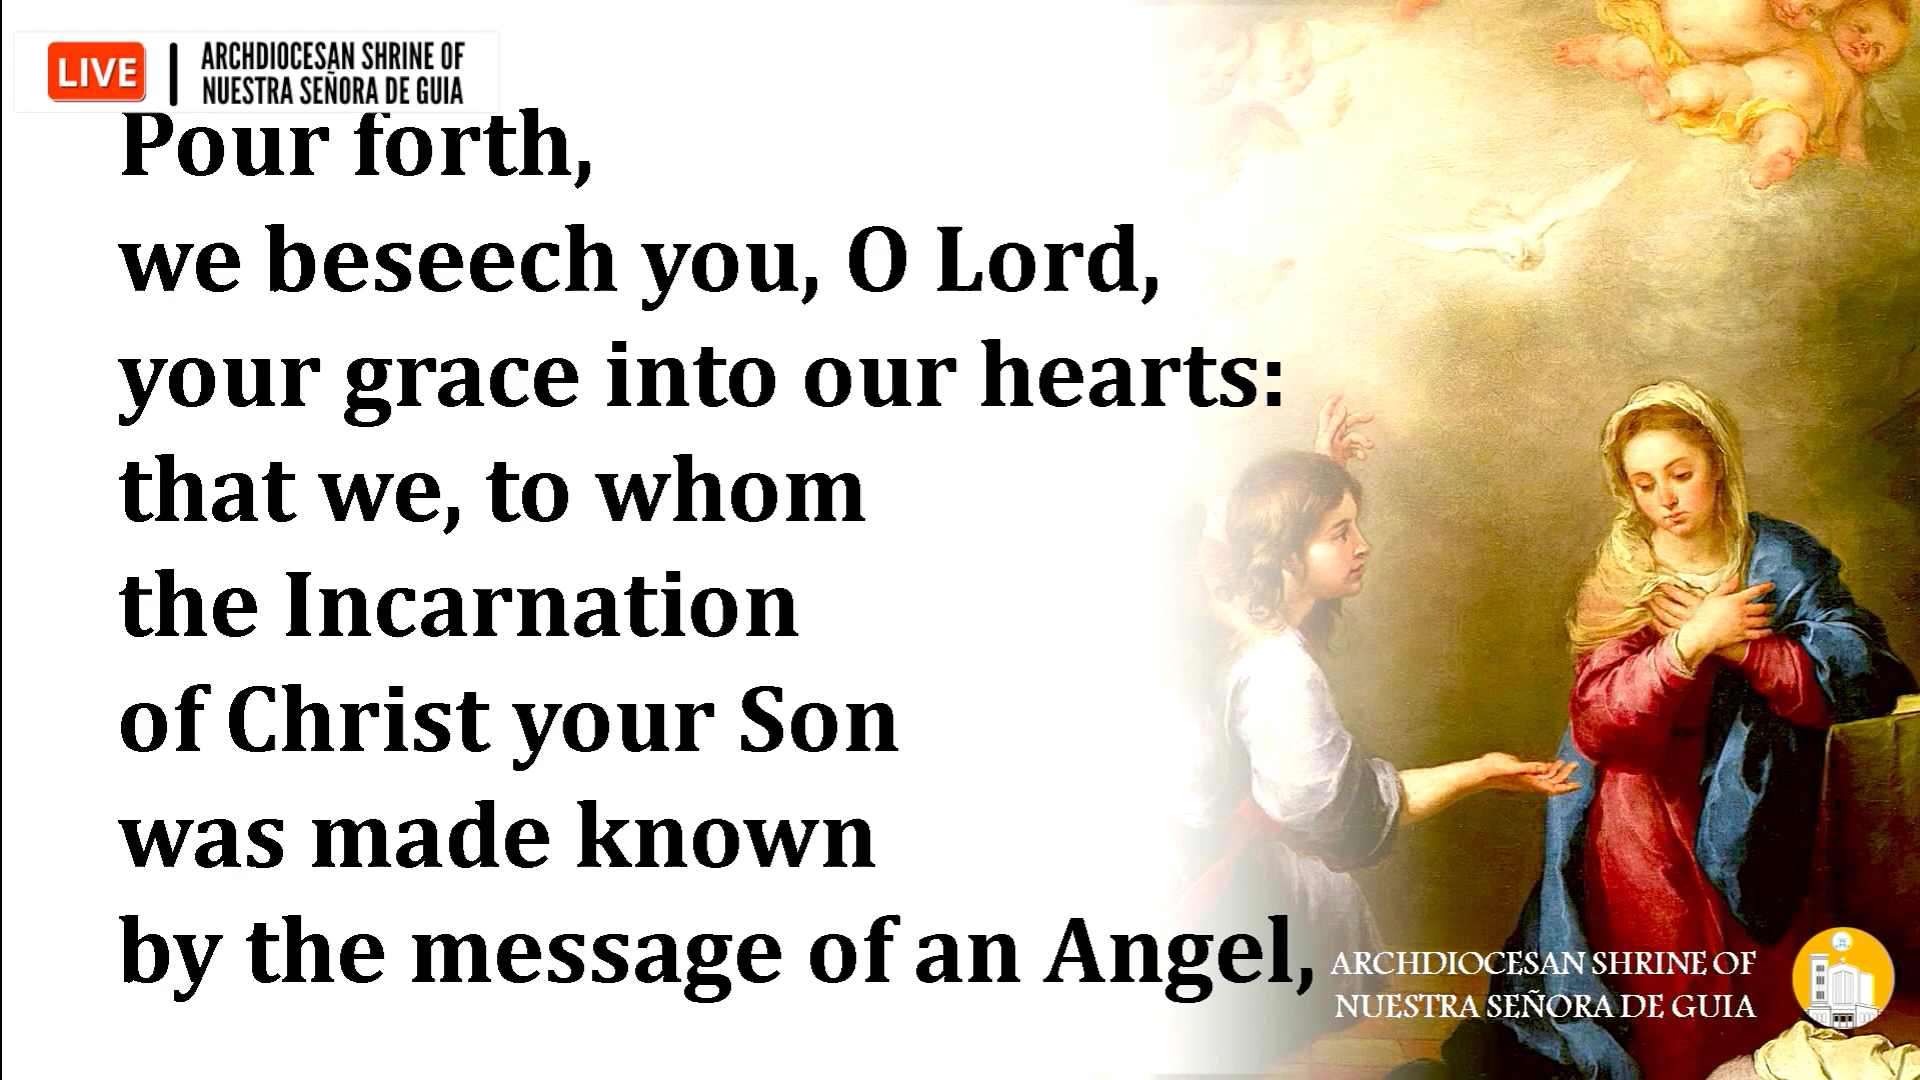 LIVE
ARCHDIOCESAN SHRINE OF
NUESTRA SEÑORA DE GUIA
Pour forth,
we beseech you, O Lord,
your grace into our hearts:
that we, to whom
the Incarnation
of Christ your Son
was made known
by the message of an Angel,
ARCHDIOCESAN SHRINE OF
NUESTRA SEÑORA DE GUIA